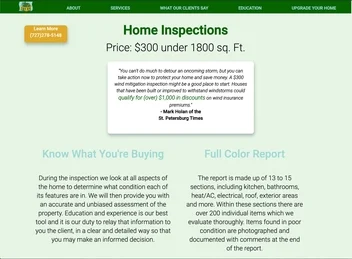 ABOUT SERVICES WHAT OUR CLIENTS SAY EDUCATION UPGRADE YOUR HOME
Learn More
(727)278-5148
Home Inspections
Price: $300 under 1800 sq. Ft.
"You can't do much to detour an oncoming storm, but you can
take action now to protect your home and save money. A $300
wind mitigation inspection might be a good place to start. Houses
that have been built or improved to withstand windstorms could
qualify for (over) $1,000 in discounts on wind insurance
premiums."
- Mark Holan of the
St. Petersburg Times
Know What You're Buying
During the inspection we look at all aspects of
the home to determine what condition each of
its features are in. We will then provide you with
an accurate and unbiased assessment of the
property. Education and experience is our best
tool and it is our duty to relay that information to
you the client, in a clear and detailed way so that
you may make an informed decision.
Full Color Report
The report is made up of 13 to 15
sections, including kitchen, bathrooms,
heat/AC, electrical, roof, exterior areas
and more. Within these sections there are
over 200 individual items which we
evaluate thoroughly. Items found in poor
condition are photographed and
documented with comments at the end
of the report.